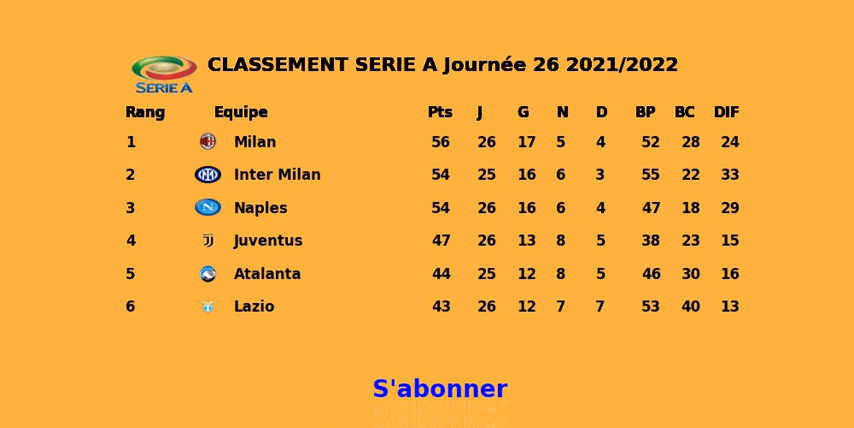 CLASSEMENT SERIE A Journée 26 2021/2022
SERIE A
Rang Equipe Pts J G N D BP BC DIF
1 Milan 56 26 17 5 4 52 28 24
2 Inter Milan 54 25 16 6 3 55 22 33
3 Naples 54 26 16 6 4 47 18 29
4 Juventus 47 26 13 8 5 38 23 15
5 Atalanta 44 25 12 8 5 46 30 16
6 Lazio 43 26 12 7 7 53 40 13
S'abonner